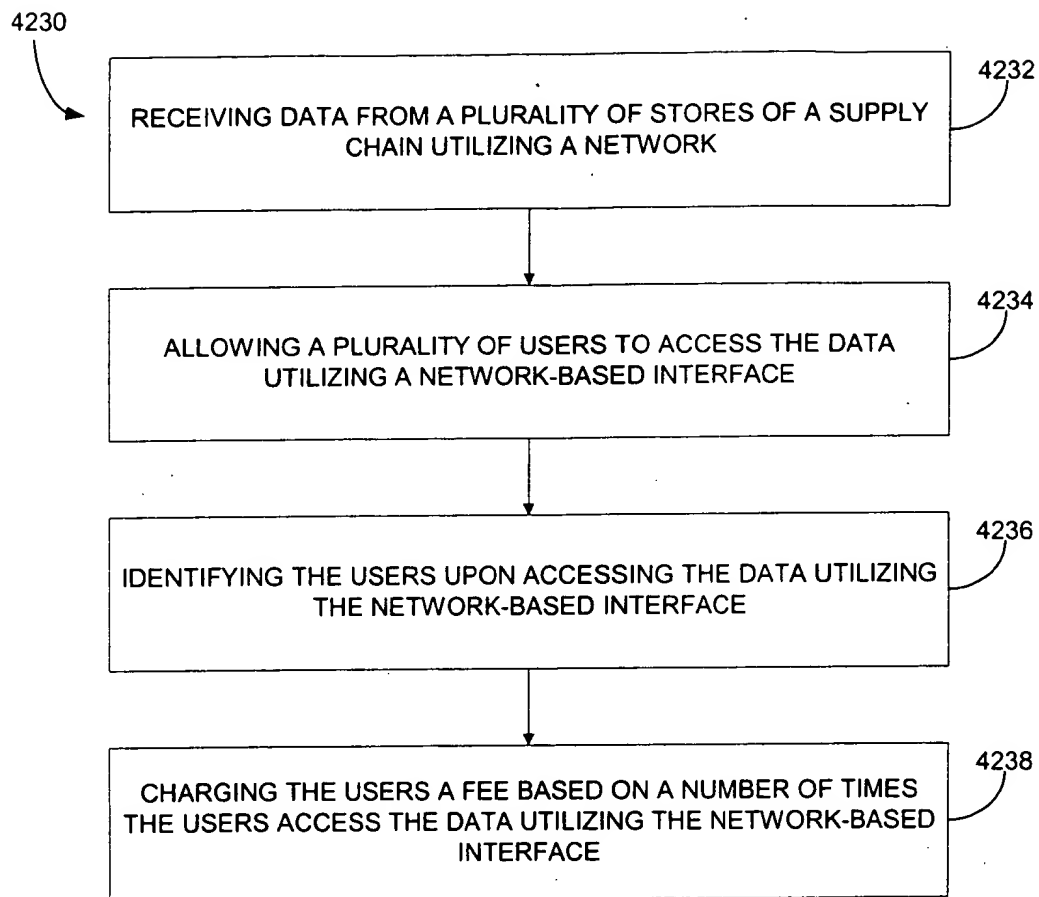 4230
4232
RECEIVING DATA FROM A PLURALITY OF STORES OF A SUPPLY
CHAIN UTILIZING A NETWORK
4234
ALLOWING A PLURALITY OF USERS TO ACCESS THE DATA
UTILIZING A NETWORK-BASED INTERFACE
4236
IDENTIFYING THE USERS UPON ACCESSING THE DATA UTILIZING
THE NETWORK-BASED INTERFACE
4238
CHARGING THE USERS A FEE BASED ON A NUMBER OF TIMES
THE USERS ACCESS THE DATA UTILIZING THE NETWORK-BASED
INTERFACE